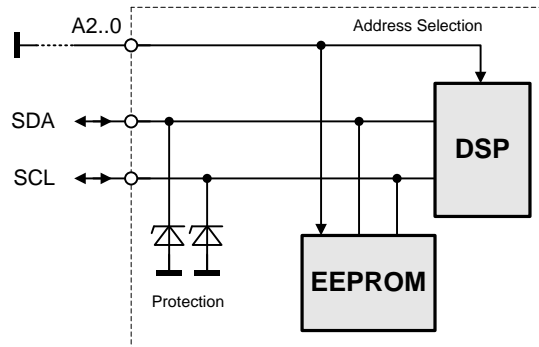 A2..0
Address Selection
SDA
DSP
SCL
EEPROM
Protection